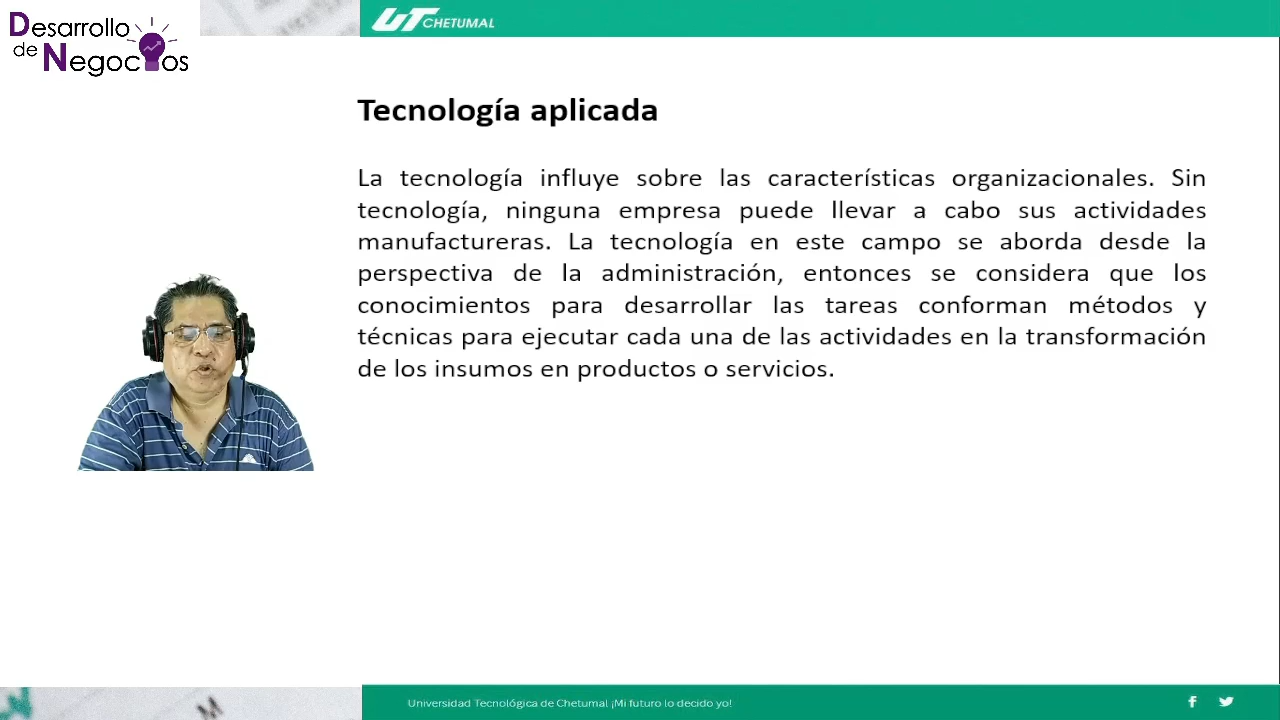 Desarrollo
de Negocios
UT CHETUMAL
Tecnología aplicada
La tecnología influye sobre las características organizacionales. Sin
tecnología, ninguna empresa puede llevar a cabo sus actividades
manufactureras. La tecnología en este campo se aborda desde la
perspectiva de la administración, entonces se considera que los
conocimientos para desarrollar las tareas conforman métodos y
técnicas para ejecutar cada una de las actividades en la transformación
de los insumos en productos o servicios.
Universidad Tecnológica de Chetumal ¡Mi futuro lo decido yo!